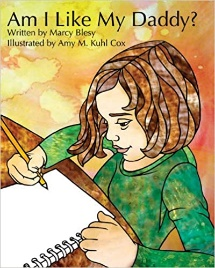 Am I Like My Daddy?
Written by Marcy Blesy
Illustrated by Amy M. Kuhl Cox